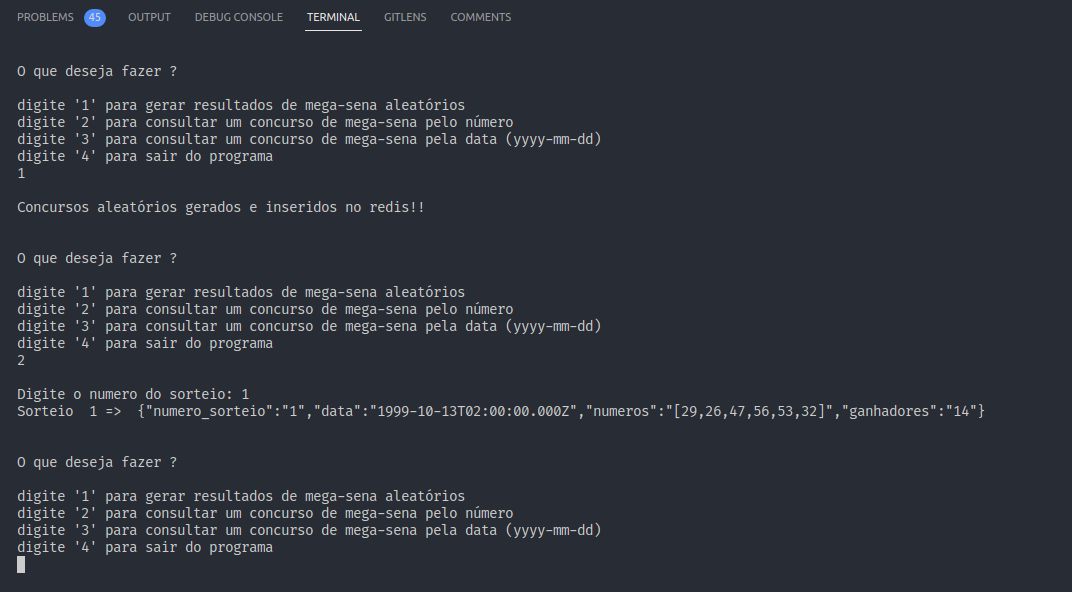 PROBLEMS 45 OUTPUT DEBUG CONSOLE TERMINAL GITLENS COMMENTS
O que deseja fazer ?
digite '1' para gerar resultados de mega-sena aleatórios
digite '2' para consultar um concurso de mega-sena pelo número
digite '3' para consultar um concurso de mega-sena pela data (yyyy-mm-dd)
digite '4' para sair do programa
1
Concursos aleatórios gerados e inseridos no redis!!
O que deseja fazer ?
digite '1' para gerar resultados de mega-sena aleatórios
digite '2' para consultar um concurso de mega-sena pelo número
digite '3' para consultar um concurso de mega-sena pela data (yyyy-mm-dd)
digite '4' para sair do programa
2
Digite o numero do sorteio: 1
Sorteio  1 =>  {"numero_sorteio":"1","data":"1999-10-13T02:00:00.000Z","numeros":"[29,26,47,56,53,32]","ganhadores":"14"}
O que deseja fazer ?
digite '1' para gerar resultados de mega-sena aleatórios
digite '2' para consultar um concurso de mega-sena pelo número
digite '3' para consultar um concurso de mega-sena pela data (yyyy-mm-dd)
digite '4' para sair do programa